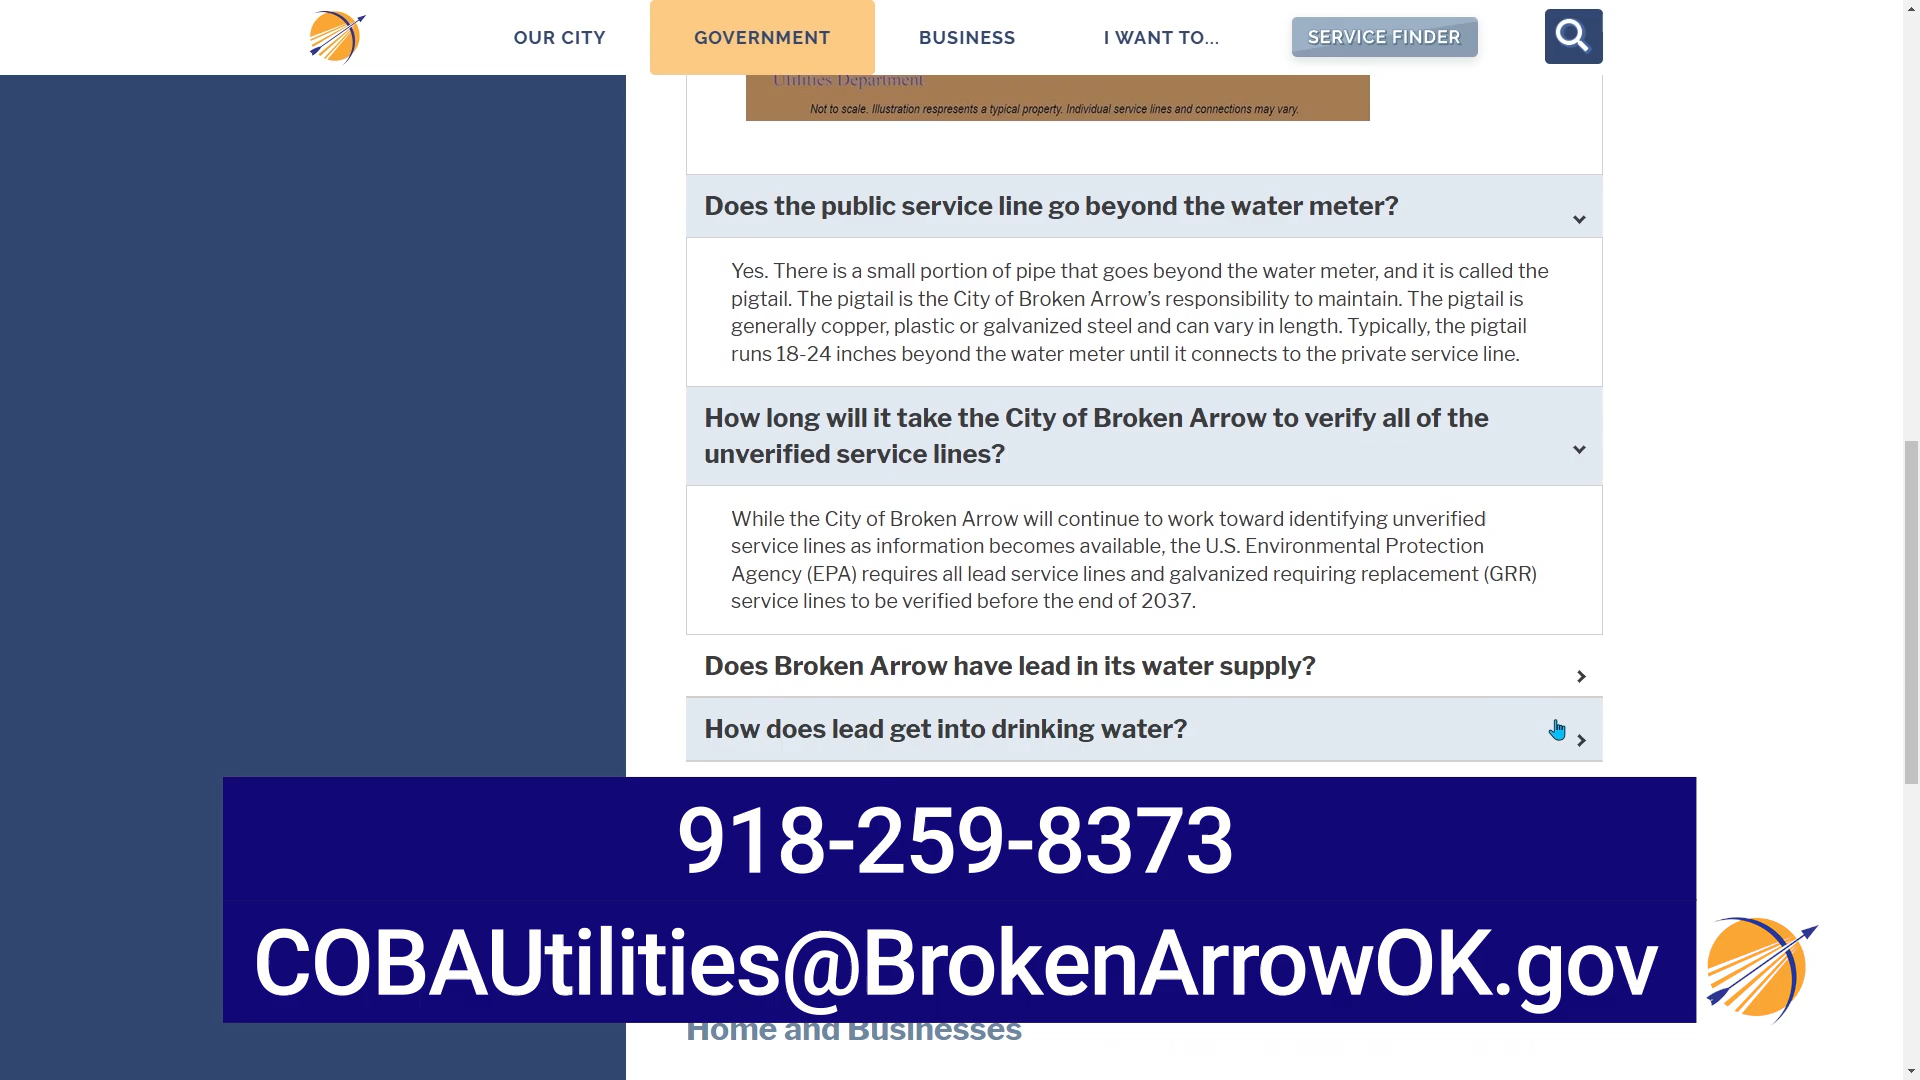 OUR CITY
GOVERNMENT
BUSINESS
I WANT TO...
SERVICE FINDER
Utilities Department
Not to scale. Illustration respresents a typical property. Individual service lines and connections may vary.
Does the public service line go beyond the water meter?
Yes. There is a small portion of pipe that goes beyond the water meter, and it is called the
pigtail. The pigtail is the City of Broken Arrow’s responsibility to maintain. The pigtail is
generally copper, plastic or galvanized steel and can vary in length. Typically, the pigtail
runs 18-24 inches beyond the water meter until it connects to the private service line.
How long will it take the City of Broken Arrow to verify all of the
unverified service lines?
While the City of Broken Arrow will continue to work toward identifying unverified
service lines as information becomes available, the U.S. Environmental Protection
Agency (EPA) requires all lead service lines and galvanized requiring replacement (GRR)
service lines to be verified before the end of 2037.
Does Broken Arrow have lead in its water supply?
How does lead get into drinking water?
918-259-8373
COBAUtilities@BrokenArrowOK.gov
Home and Businesses